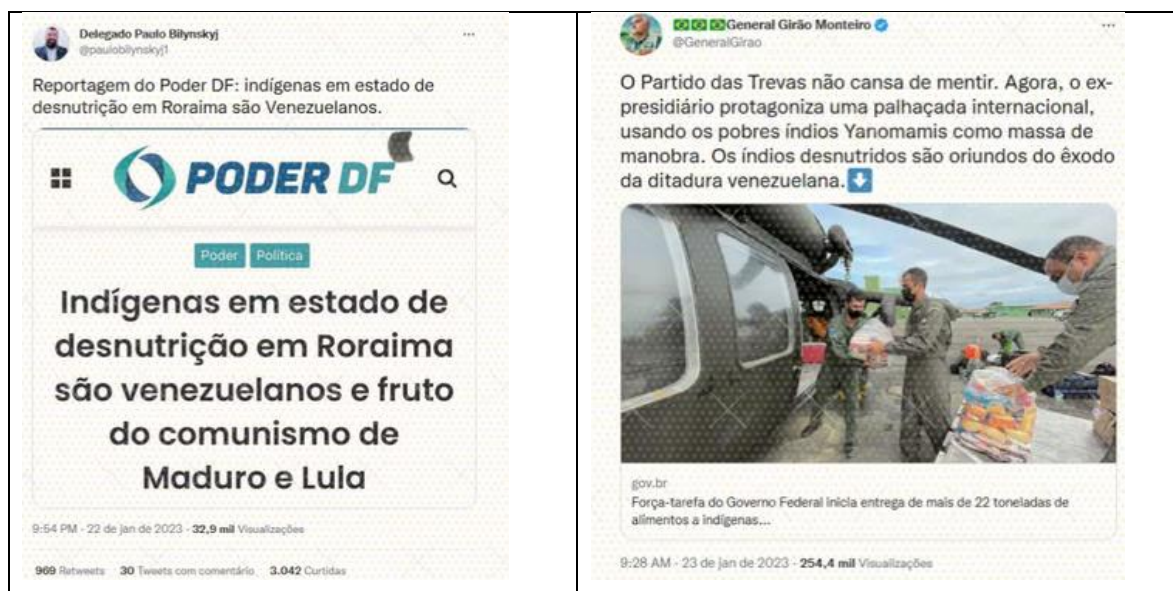 Delegado Paulo Bilynskyj
@paulobilynskyj1
Reportagem do Poder DF: indígenas em estado de
desnutrição em Roraima são Venezuelanos.
PODER DF
Poder Política
Indígenas em estado de
desnutrição em Roraima
são venezuelanos e fruto
do comunismo de
Maduro e Lula
9:54 PM - 22 de jan de 2023 - 32,9 mil Visualizações
969 Retweets 30 Tweets com comentário 3.042 Curtidas
General Girão Monteiro
@GeneralGirao
O Partido das Trevas não cansa de mentir. Agora, o ex-
presidiário protagoniza uma palhaçada internacional,
usando os pobres índios Yanomamis como massa de
manobra. Os índios desnutridos são oriundos do êxodo
da ditadura venezuelana.
gov.br
Força-tarefa do Governo Federal inicia entrega de mais de 22 toneladas de
alimentos a indígenas...
9:28 AM - 23 de jan de 2023 - 254,4 mil Visualizações